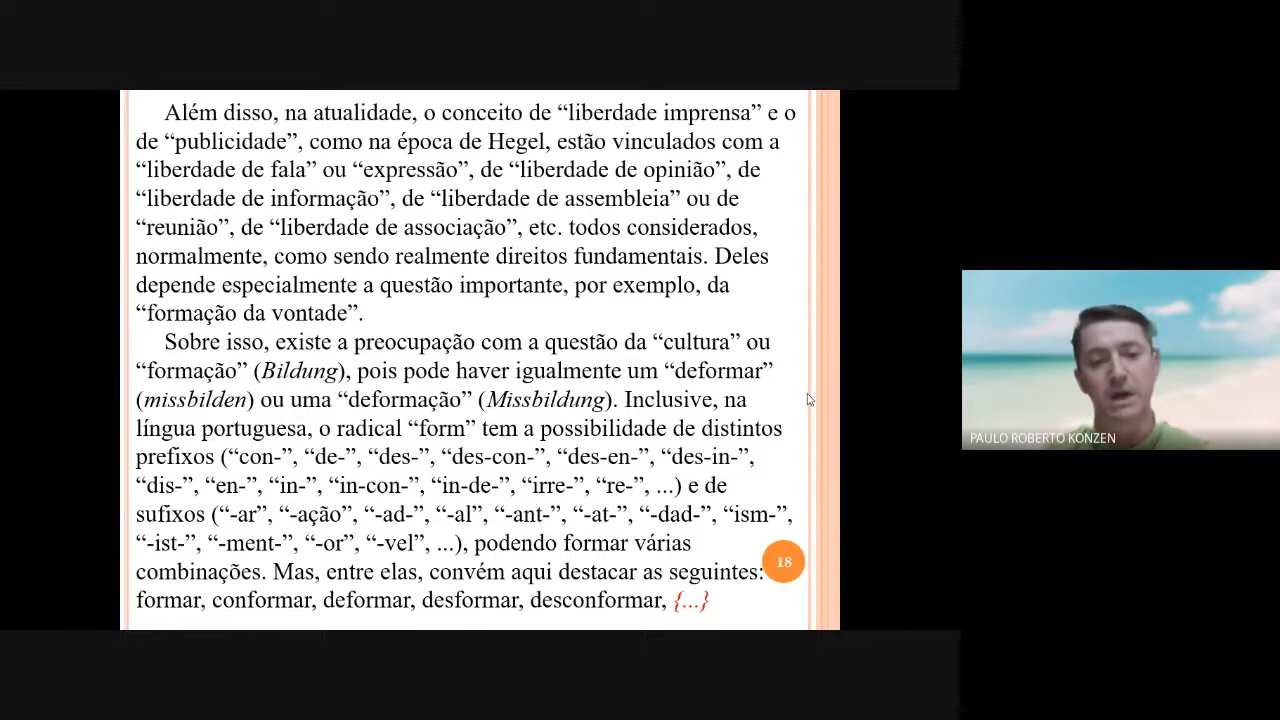 Além disso, na atualidade, o conceito de “liberdade imprensa” e o
de “publicidade”, como na época de Hegel, estão vinculados com a
“liberdade de fala” ou “expressão”, de “liberdade de opinião”, de
“liberdade de informação”, de “liberdade de assembleia” ou de
“reunião”, de “liberdade de associação”, etc. todos considerados,
normalmente, como sendo realmente direitos fundamentais. Deles
depende especialmente a questão importante, por exemplo, da
“formação da vontade”.
Sobre isso, existe a preocupação com a questão da “cultura” ou
“formação” (Bildung), pois pode haver igualmente um “deformar”
(missbilden) ou uma “deformação” (Missbildung). Inclusive, na
língua portuguesa, o radical “form” tem a possibilidade de distintos
prefixos (“con-”, “de-”, “des-”, “des-con-”, “des-en-”, “des-in-”,
“dis-”, “en-”, “in-”, “in-con-”, “in-de-”, “irre-”, “re-”, ...) e de
sufixos (“-ar”, “-ação”, “-ad-”, “-al”, “-ant-”, “-at-”, “-dad-”, “ism-”,
“-ist-”, “-ment-”, “-or”, “-vel”, ...), podendo formar várias
combinações. Mas, entre elas, convém aqui destacar as seguintes:
formar, conformar, deformar, desformar, desconformar, {...}
18
PAULO ROBERTO KONZEN